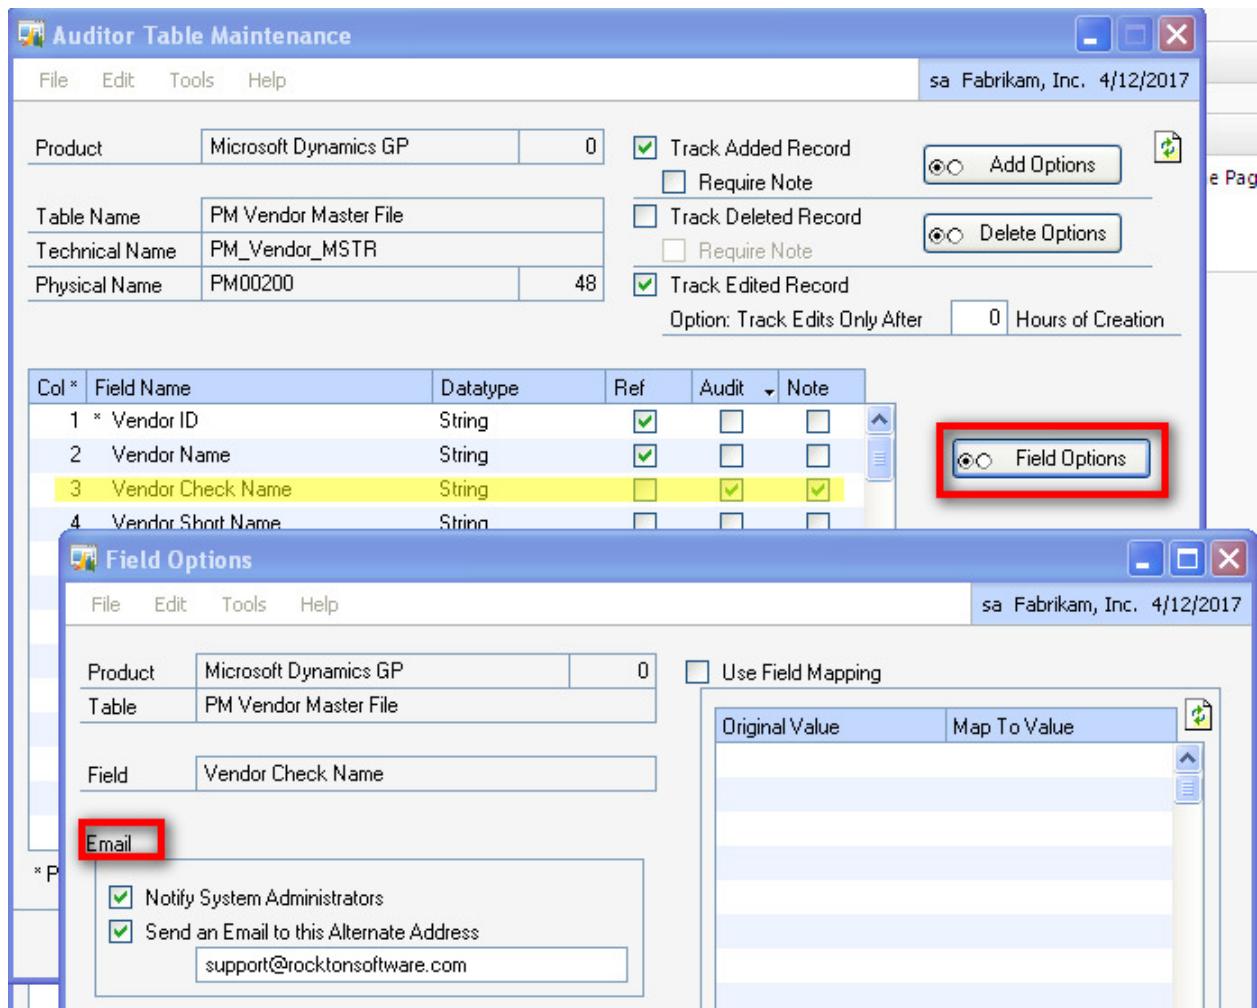 Auditor Table Maintenance
File Edit Tools Help
sa Fabrikam, Inc. 4/12/2017
Product Microsoft Dynamics GP 0
Track Added Record
Require Note
Add Options
e Pag
Table Name PM Vendor Master File
Technical Name PM_Vendor_MSTR
Physical Name PM00200 48
Track Deleted Record
Require Note
Delete Options
Track Edited Record
Option: Track Edits Only After 0 Hours of Creation
Col * Field Name Datatype Ref Audit Note
1 * Vendor ID String
2 Vendor Name String
3 Vendor Check Name String
4 Vendor Short Name String
Field Options
Field Options
File Edit Tools Help
sa Fabrikam, Inc. 4/12/2017
Product Microsoft Dynamics GP 0
Table PM Vendor Master File
Field Vendor Check Name
Email
* P
Notify System Administrators
Send an Email to this Alternate Address
support@rocktonsoftware.com
Use Field Mapping
Original Value Map To Value